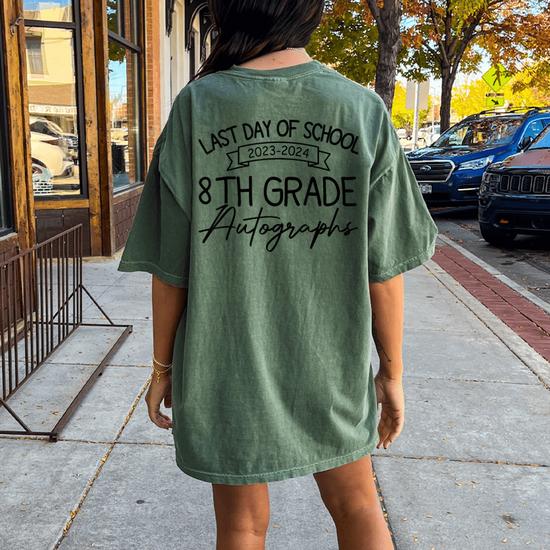 LAST DAY OF SCHOOL
2023-2024
8TH GRADE
Autographs